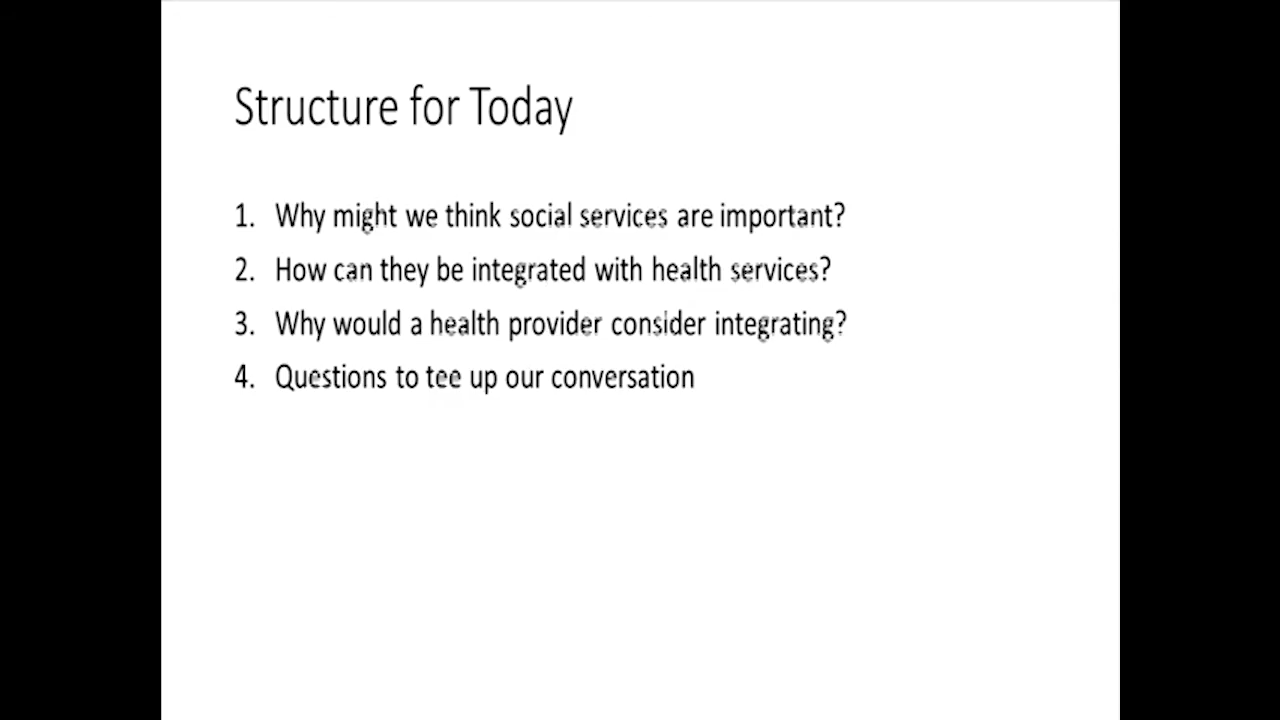 Structure for Today
1. Why might we think social services are important?
2. How can they be integrated with health services?
3. Why would a health provider consider integrating?
4. Questions to tee up our conversation